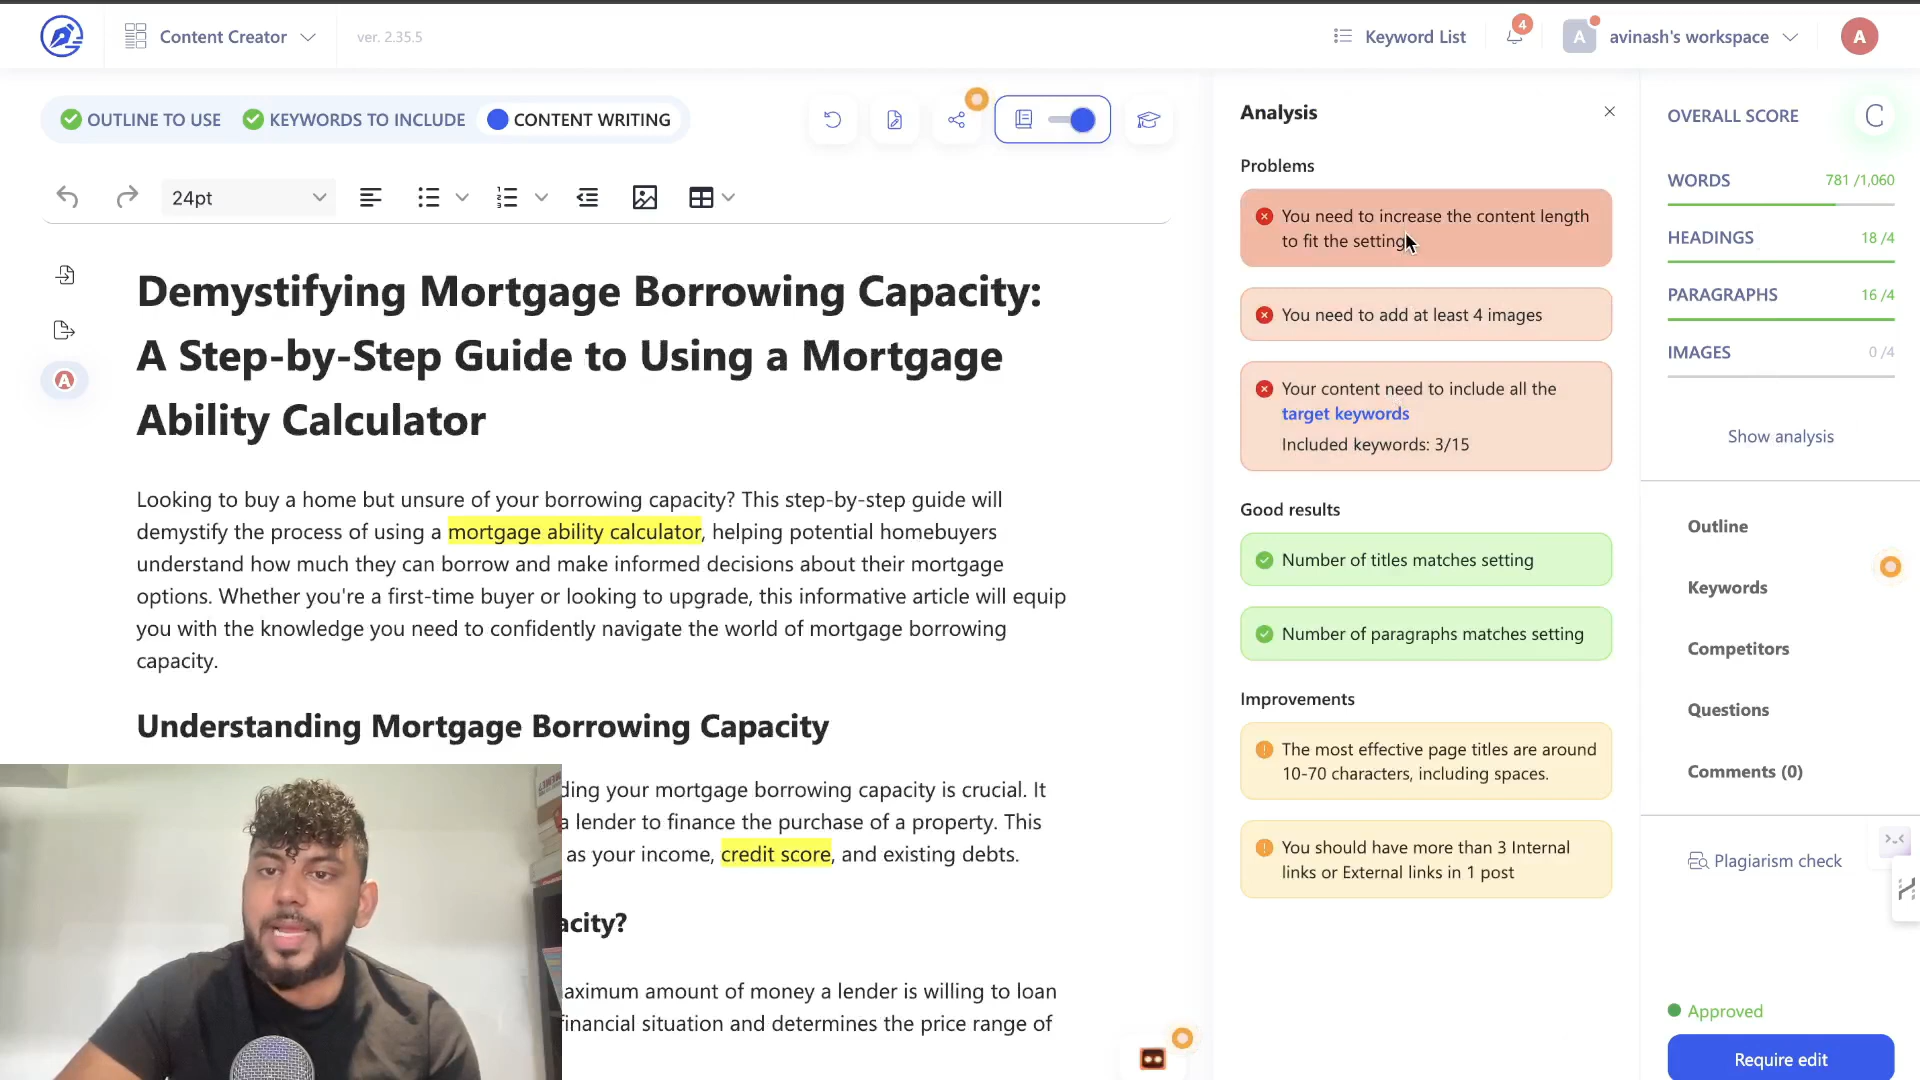 Content Creator
ver. 2.35.5
Keyword List
4
A
avinash's workspace
A
OUTLINE TO USE
KEYWORDS TO INCLUDE
CONTENT WRITING
24pt
A
Demystifying Mortgage Borrowing Capacity:
A Step-by-Step Guide to Using a Mortgage
Ability Calculator
Looking to buy a home but unsure of your borrowing capacity? This step-by-step guide will
demystify the process of using a mortgage ability calculator, helping potential homebuyers
understand how much they can borrow and make informed decisions about their mortgage
options. Whether you're a first-time buyer or looking to upgrade, this informative article will equip
you with the knowledge you need to confidently navigate the world of mortgage borrowing
capacity.
Understanding Mortgage Borrowing Capacity
ding your mortgage borrowing capacity is crucial. It
a lender to finance the purchase of a property. This
as your income, credit score, and existing debts.
acity?
aximum amount of money a lender is willing to loan
financial situation and determines the price range of
Analysis
Problems
You need to increase the content length
to fit the setting
You need to add at least 4 images
Your content need to include all the
target keywords
Included keywords: 3/15
Good results
Number of titles matches setting
Number of paragraphs matches setting
Improvements
The most effective page titles are around
10-70 characters, including spaces.
You should have more than 3 Internal
links or External links in 1 post
OVERALL SCORE
C
WORDS
781 /1,060
HEADINGS
18 /4
PARAGRAPHS
16 /4
IMAGES
0 /4
Show analysis
Outline
Keywords
Competitors
Questions
Comments (0)
Plagiarism check
Approved
Require edit